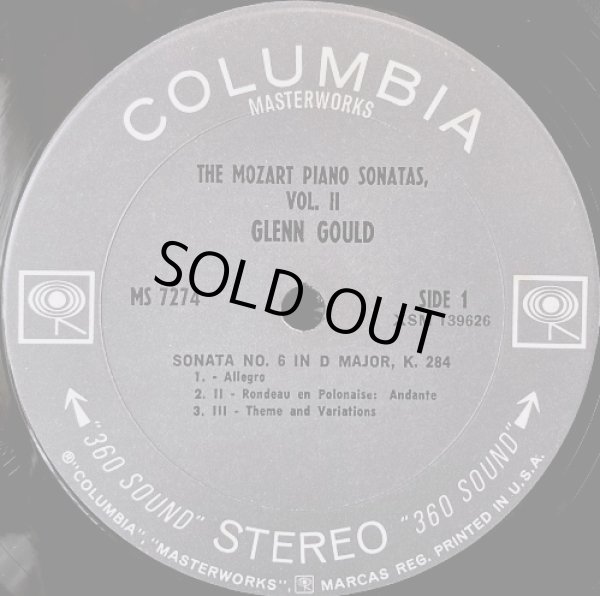 COLUMBIA
MASTERWORKS
THE MOZART PIANO SONATAS,
VOL. II
GLENN GOULD
SOLD OUT
MS 7274
SIDE 1
XSM 139626
SONATA NO. 6 IN D MAJOR, K. 284
1. - Allegro
2. II - Rondeau en Polonaise: Andante
3. III - Theme and Variations
"360 SOUND" STEREO "360 SOUND"
®"COLUMBIA", "MASTERWORKS", MARCAS REG. PRINTED IN U.S.A.